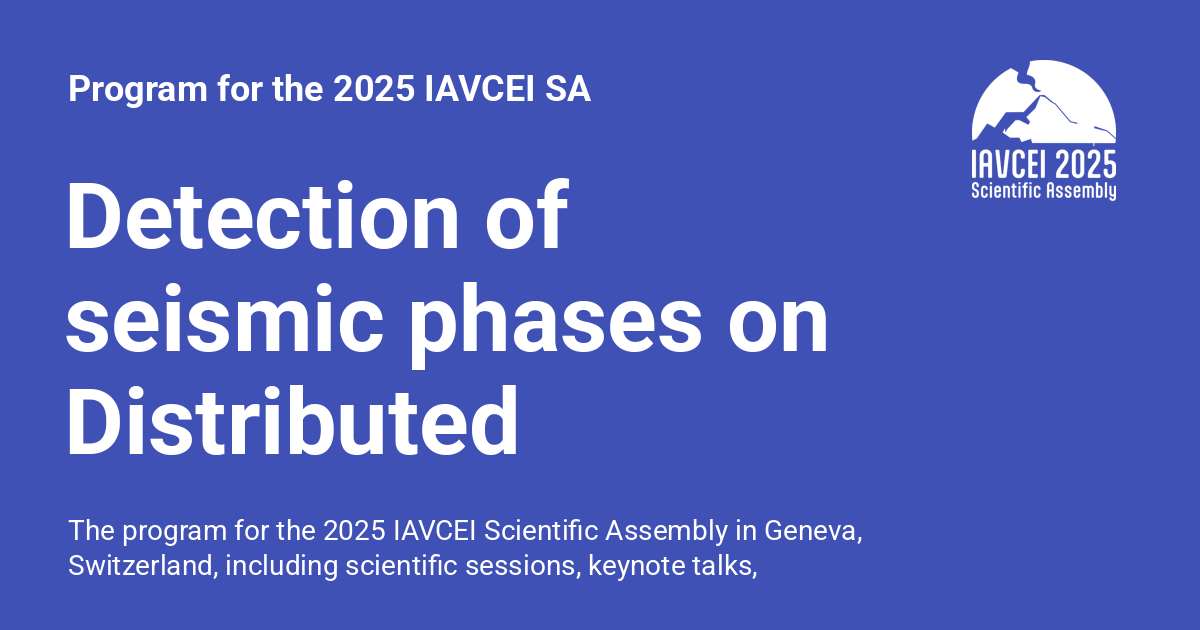 Program for the 2025 IAVCEI SA
IAVCEI 2025
Scientific Assembly
Detection of
seismic phases on
Distributed
The program for the 2025 IAVCEI Scientific Assembly in Geneva,
Switzerland, including scientific sessions, keynote talks,